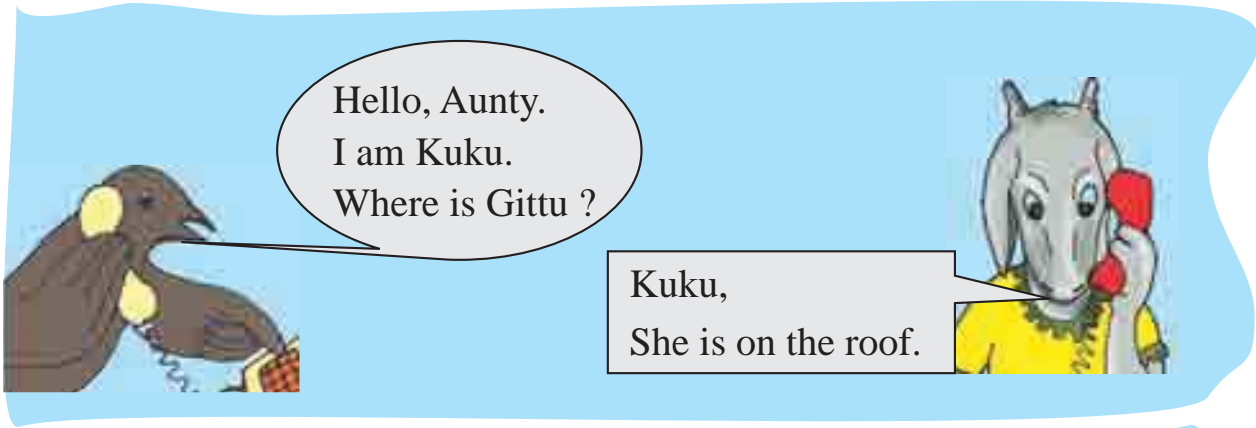 Hello, Aunty.
I am Kuku.
Where is Gittu ?
Kuku,
She is on the roof.